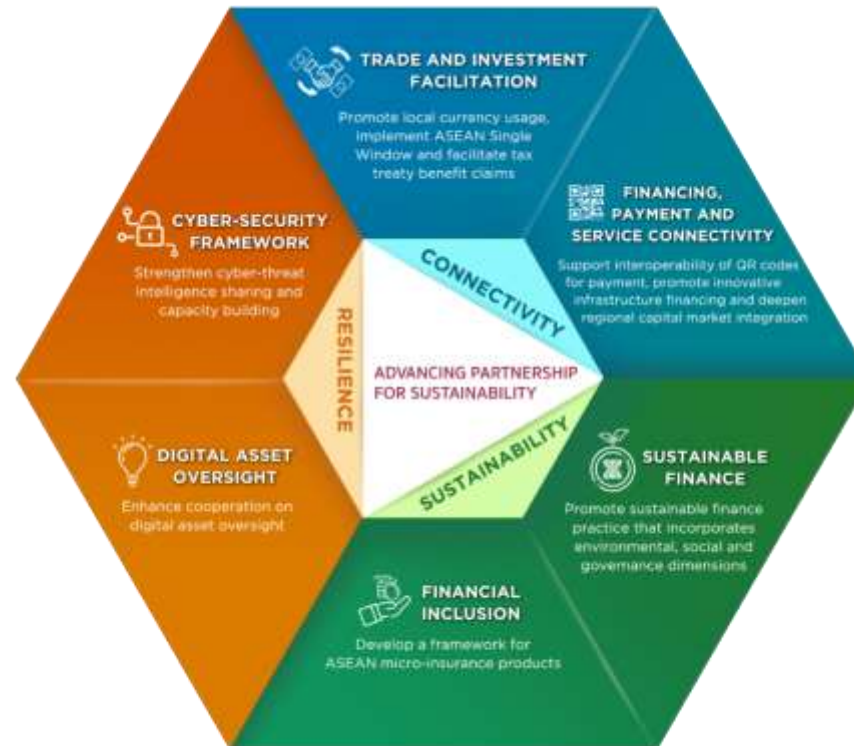 TRADE AND INVESTMENT
FACILITATION
Promote local currency usage,
implement ASEAN Single
Window and facilitate tax
treaty benefit claims
FINANCING,
PAYMENT AND
SERVICE CONNECTIVITY
Support interoperability of QR codes
for payment, promote innovative
infrastructure financing and deepen
regional capital market integration
CYBER-SECURITY
FRAMEWORK
Strengthen cyber-threat
intelligence sharing and
capacity building
CONNECTIVITY
RESILIENCE
ADVANCING PARTNERSHIP
FOR SUSTAINABILITY
SUSTAINABILITY
DIGITAL ASSET
OVERSIGHT
Enhance cooperation on
digital asset oversight
SUSTAINABLE
FINANCE
Promote sustainable finance
practice that incorporates
environmental, social and
governance dimensions
FINANCIAL
INCLUSION
Develop a framework for
ASEAN micro-insurance products